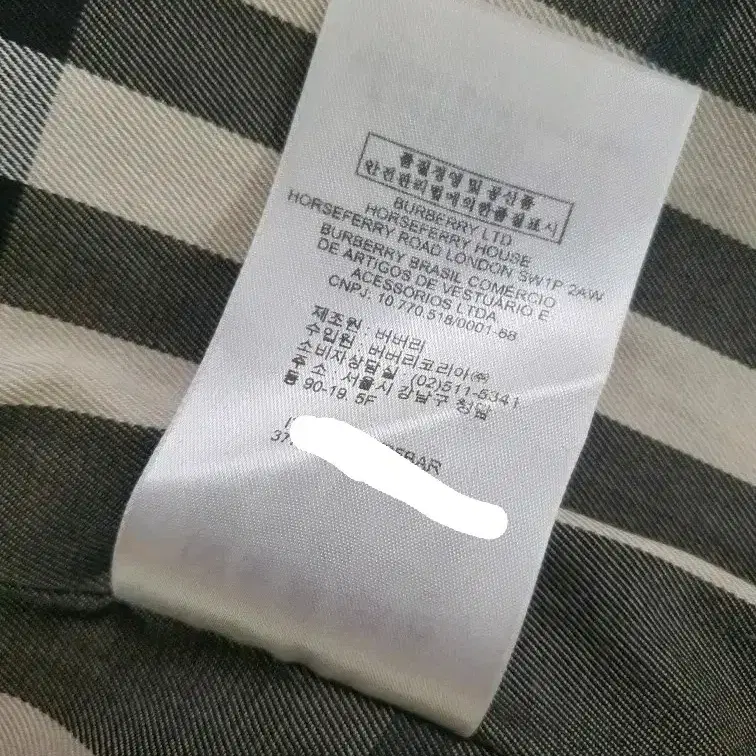 품질경영 및 공산품
안전관리법에의한품질표시
BURBERRY LTD
HORSEFERRY HOUSE
HORSEFERRY ROAD LONDON SW1P 2AW
BURBERRY BRASIL COMERCIO
DE ARTIGOS DE VESTUARIO E
ACESSORIOS LTDA
CNPJ. 10.770.518/0001-68
제조원 : 버버리
수입원 : 버버리코리아㈜
소비자상담실 (02)511-5341
주 소 : 서울시 강남구 청담
동 90-19. 5F